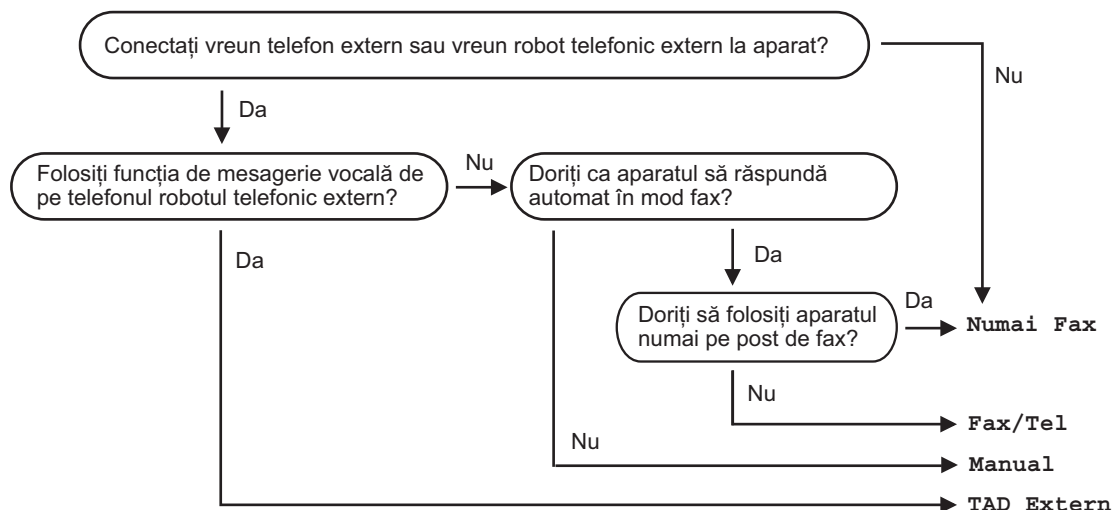 Conectați vreun telefon extern sau vreun robot telefonic extern la aparat?
Nu
Da
Folosiți funcția de mesagerie vocală de
pe telefonul robotul telefonic extern?
Nu
Doriți ca aparatul să răspundă
automat în mod fax?
Da
Da
Doriți să folosiți aparatul
numai pe post de fax?
Da
Numai Fax
Nu
Fax/Tel
Nu
Manual
TAD Extern